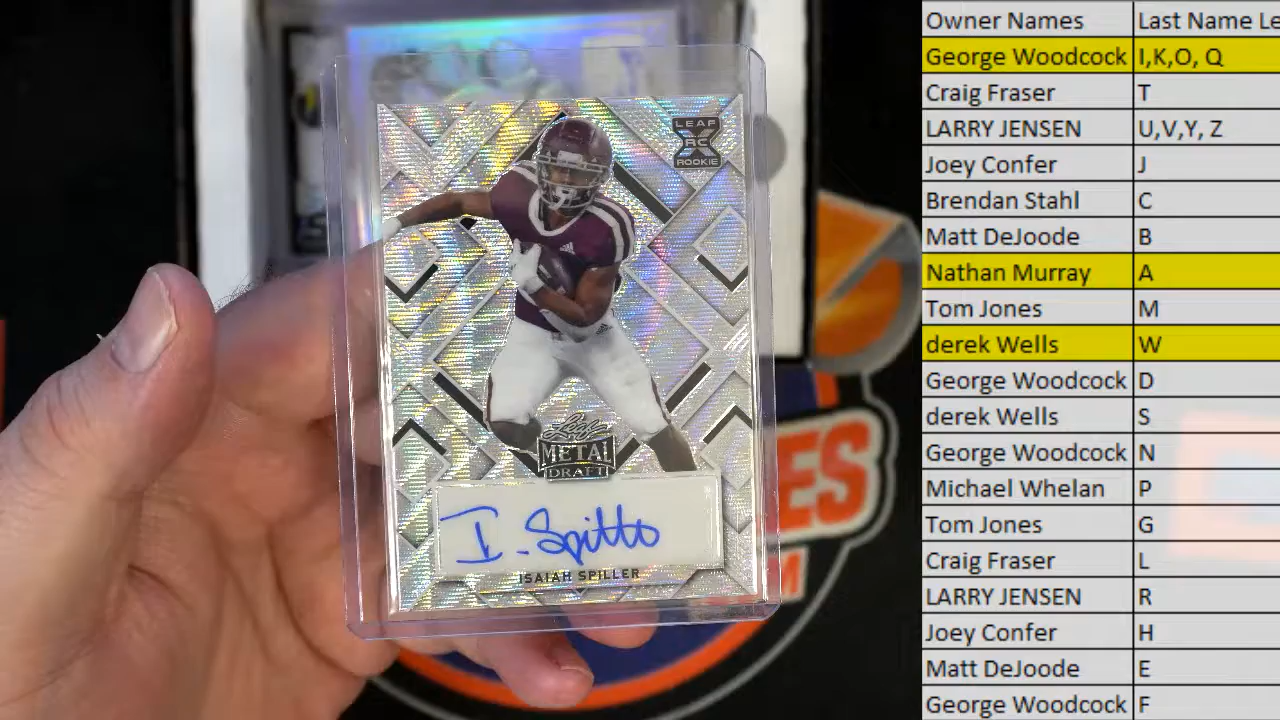 LEAF
RC
ROOKIE
Leaf
METAL
DRAFT
I. Spitto
ISAIAH SPILLER
ES
M
Owner Names Last Name Le
George Woodcock I,K,O, Q
Craig Fraser T
LARRY JENSEN U,V,Y, Z
Joey Confer J
Brendan Stahl C
Matt DeJoode B
Nathan Murray A
Tom Jones M
derek Wells W
George Woodcock D
derek Wells S
George Woodcock N
Michael Whelan P
Tom Jones G
Craig Fraser L
LARRY JENSEN R
Joey Confer H
Matt DeJoode E
George Woodcock F